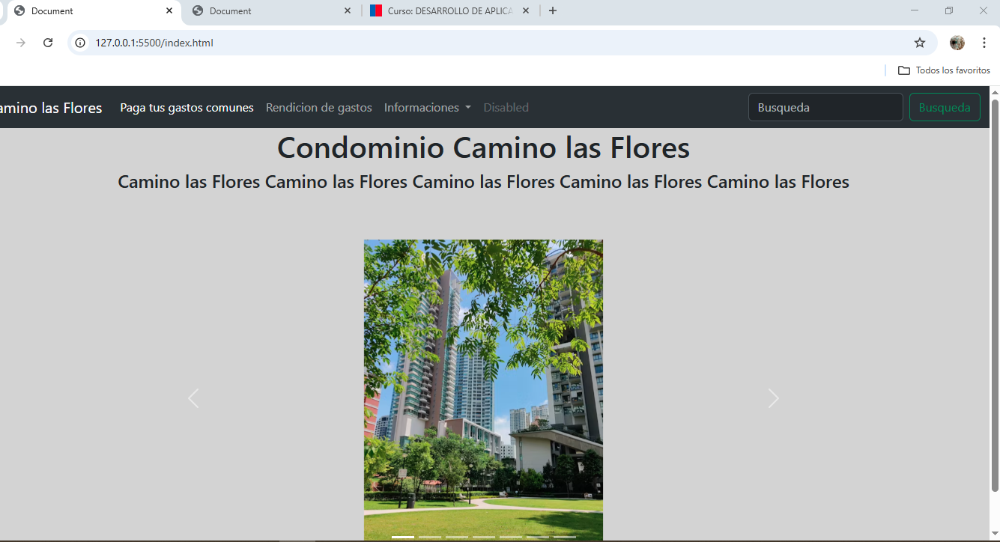 Document
Document
Curso: DESARROLLO DE APLICA
127.0.0.1:5500/index.html
Todos los favoritos
amino las Flores
Paga tus gastos comunes
Rendicion de gastos
Informaciones
Disabled
Busqueda
Busqueda
Condominio Camino las Flores
Camino las Flores Camino las Flores Camino las Flores Camino las Flores Camino las Flores